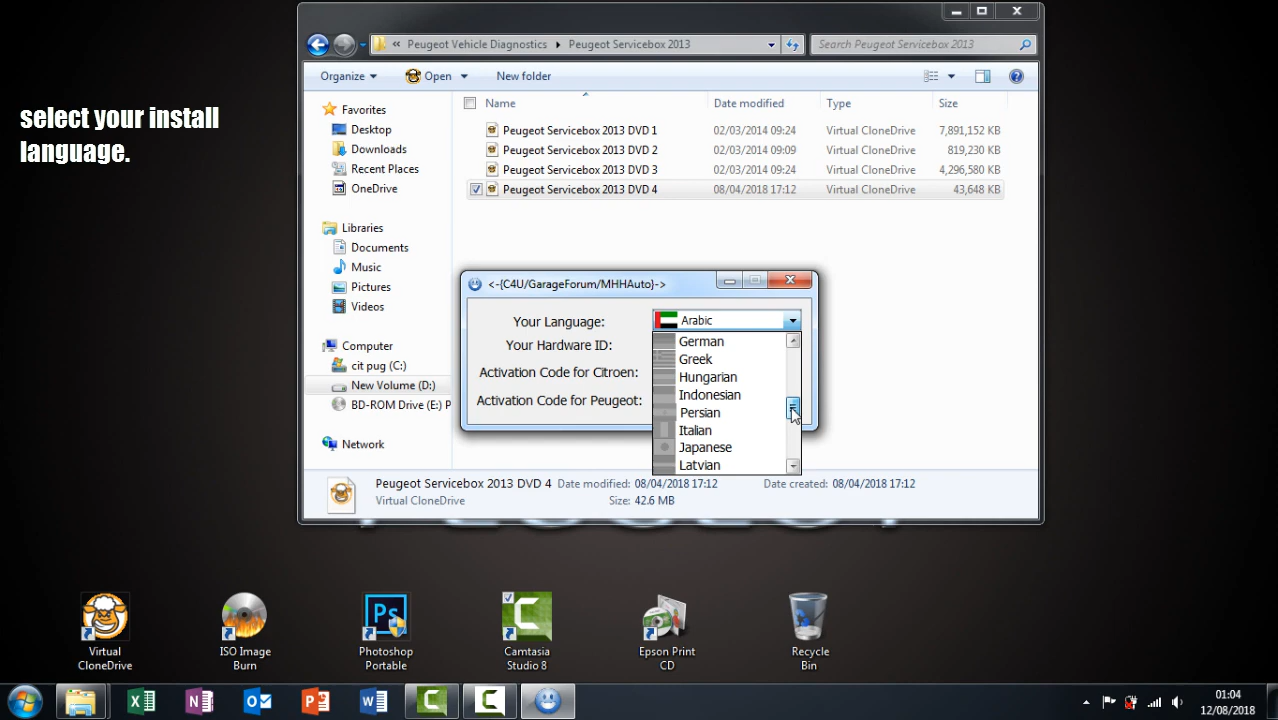 select your install
language.
« Peugeot Vehicle Diagnostics Peugeot Servicebox 2013
Search Peugeot Servicebox 2013
Organize
Open
New folder
Name
Date modified
Type
Size
Peugeot Servicebox 2013 DVD 1 02/03/2014 09:24 Virtual CloneDrive 7,891,152 KB
Peugeot Servicebox 2013 DVD 2 02/03/2014 09:09 Virtual CloneDrive 819,230 KB
Peugeot Servicebox 2013 DVD 3 02/03/2014 09:24 Virtual CloneDrive 4,296,580 KB
Peugeot Servicebox 2013 DVD 4 08/04/2018 17:12 Virtual CloneDrive 43,648 KB
Favorites
Desktop
Downloads
Recent Places
OneDrive
Libraries
Documents
Music
Pictures
Videos
Computer
cit pug (C:)
New Volume (D:)
BD-ROM Drive (E:) P
Network
<-{C4U/GarageForum/MHHAuto}->
Your Language: Arabic
Your Hardware ID:
Activation Code for Citroen:
Activation Code for Peugeot:
German
Greek
Hungarian
Indonesian
Persian
Italian
Japanese
Latvian
Peugeot Servicebox 2013 DVD 4 Date modified: 08/04/2018 17:12 Date created: 08/04/2018 17:12
Virtual CloneDrive Size: 42.6 MB
Virtual
CloneDrive
ISO Image
Burn
Photoshop
Portable
Camtasia
Studio 8
Epson Print
CD
Recycle
Bin
01:04
12/08/2018